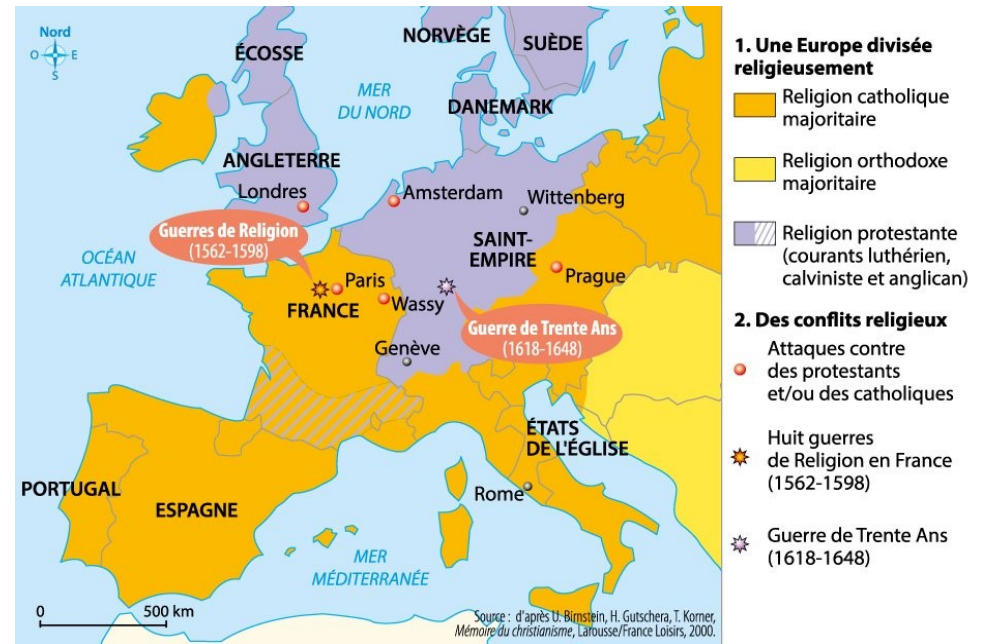 Nord
O
E
S
ÉCOSSE
NORVÈGE
SUÈDE
MER
DU NORD
DANEMARK
ANGLETERRE
Londres
Amsterdam
Wittenberg
Guerres de Religion
(1562-1598)
SAINT-
EMPIRE
OCÉAN
ATLANTIQUE
Paris
Prague
FRANCE
Wassy
Guerre de Trente Ans
(1618-1648)
Genève
ÉTATS
DE L'ÉGLISE
PORTUGAL
ESPAGNE
Rome
MER
MÉDITERRANÉE
0
500 km
Source : d'après U. Birnstein, H. Gutschera, T. Korner,
Mémoire du christianisme, Larousse/France Loisirs, 2000.
1. Une Europe divisée
religieusement
Religion catholique
majoritaire
Religion orthodoxe
majoritaire
Religion protestante
(courants luthérien,
calviniste et anglican)
2. Des conflits religieux
Attaques contre
des protestants
et/ou des catholiques
Huit guerres
de Religion en France
(1562-1598)
Guerre de Trente Ans
(1618-1648)